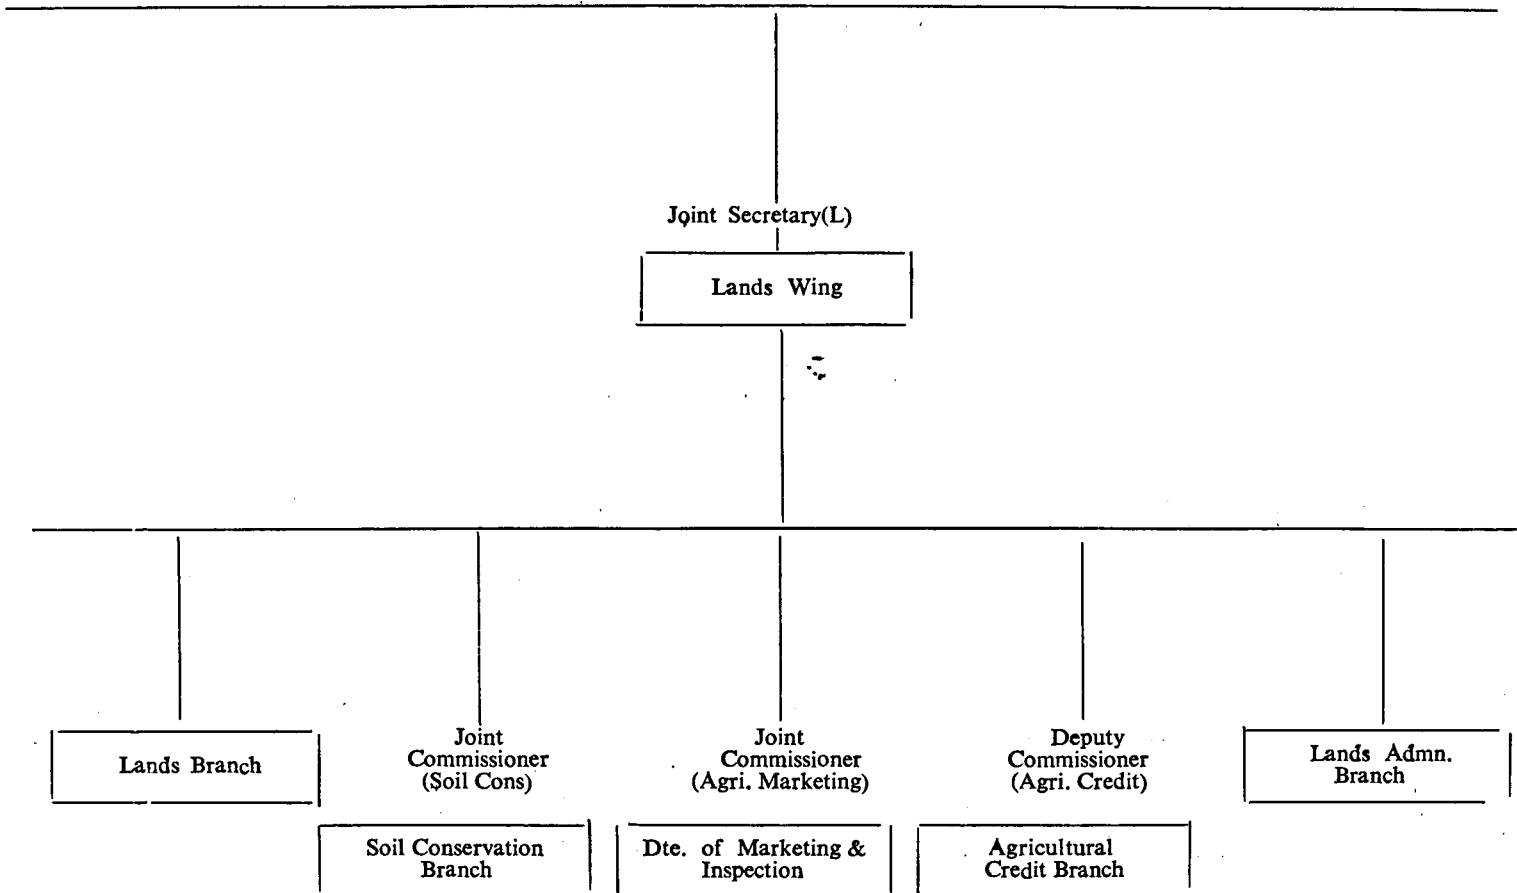 Joint Secretary(L)
Lands Wing
Lands Branch
Joint
Commissioner
(Soil Cons)
Soil Conservation
Branch
Joint
Commissioner
(Agri. Marketing)
Dte. of Marketing &
Inspection
Deputy
Commissioner
(Agri. Credit)
Agricultural
Credit Branch
Lands Admn.
Branch